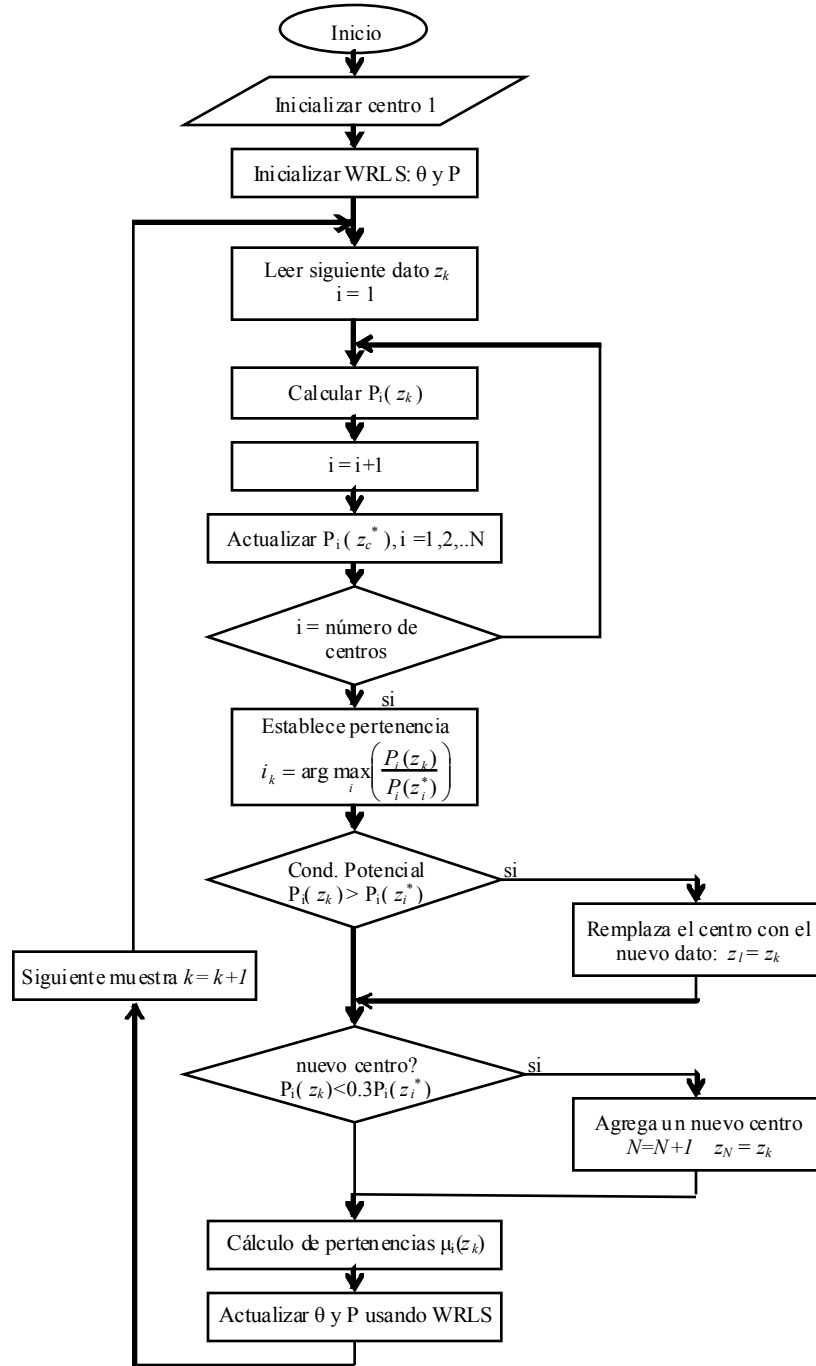 Inicio
Inicializar centro 1
Inicializar WRLS: θ y P
Leer siguiente dato z_k
i = 1
Calcular P_i( z_k )
i = i+1
Actualizar P_i ( z_c^* ), i =1,2,..N
i = número de
centros
si
Establece pertenencia
i_k = arg max_i ( P_i(z_k) / P_i(z_i^*) )
Cond. Potencial
P_i( z_k )> P_i( z_i^*)
si
Remplaza el centro con el
nuevo dato: z_l = z_k
Siguiente muestra k= k+1
nuevo centro?
P_i( z_k)<0.3P_i( z_i^*)
si
Agrega un nuevo centro
N=N+1 z_N = z_k
Cálculo de pertenencias μ_i(z_k)
Actualizar θ y P usando WRLS